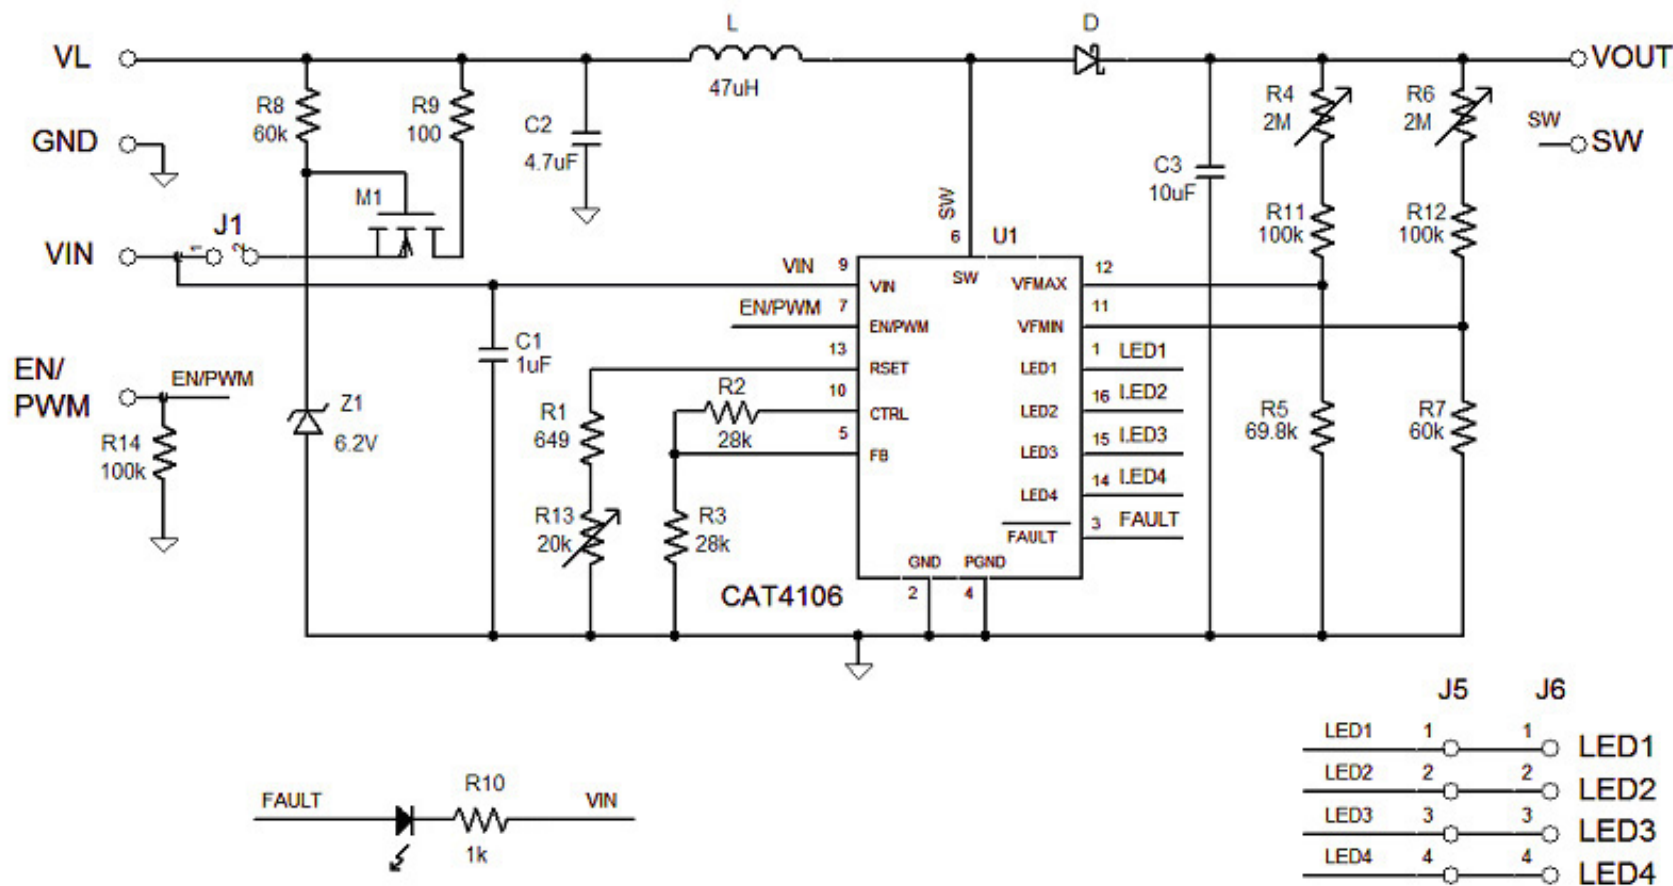 L
D
VL
VOUT
47uH
R8
60k
R9
100
C2
4.7uF
R4
2M
R6
2M
SW
SW
GND
C3
10uF
M1
J1
VIN
1
2
SW
6
U1
R11
100k
R12
100k
VIN
9
VIN
SW
VFMAX
12
EN/PWM
7
EN/PWM
VFMIN
11
C1
1uF
13
RSET
LED1
1
LED1
EN/
PWM
EN/PWM
R2
28k
10
CTRL
LED2
16
LED2
Z1
6.2V
R1
649
5
FB
LED3
15
LED3
R5
69.8k
R7
60k
R14
100k
LED4
14
LED4
R13
20k
R3
28k
FAULT
3
FAULT
GND
PGND
2
4
CAT4106
J5
J6
LED1
1
1
LED1
LED2
2
2
LED2
LED3
3
3
LED3
LED4
4
4
LED4
FAULT
R10
1k
VIN